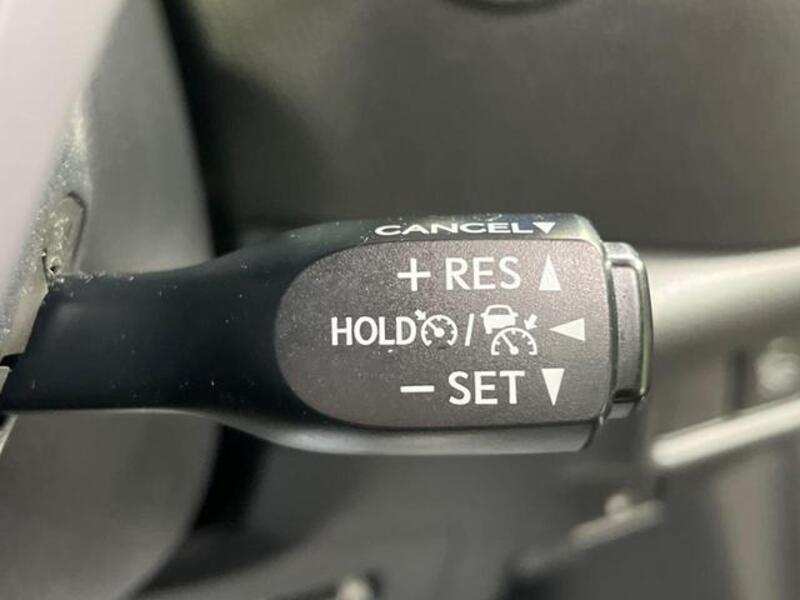 CANCEL▼
+ RES ▲
HOLD / ◀
− SET ▼